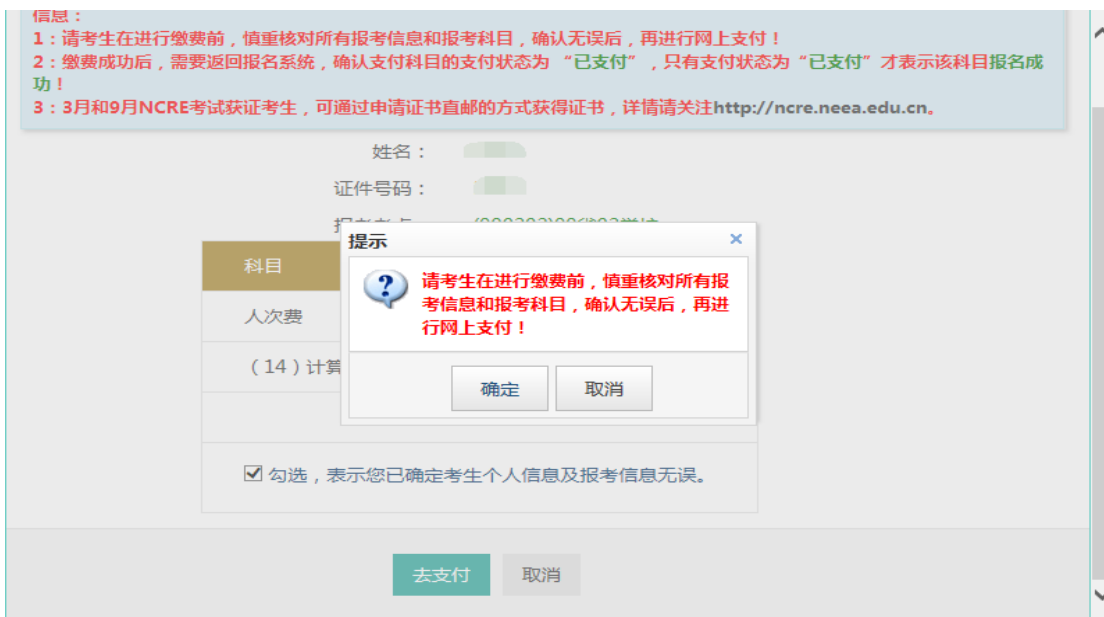 信息：
1：请考生在进行缴费前，慎重核对所有报考信息和报考科目，确认无误后，再进行网上支付！
2：缴费成功后，需要返回报名系统，确认支付科目的支付状态为 “已支付” ，只有支付状态为“已支付”才表示该科目报名成
功！
3：3月和9月NCRE考试获证考生，可通过申请证书直邮的方式获得证书，详情请关注http://ncre.neea.edu.cn。
姓名：
证件号码：
提示
×
科目
请考生在进行缴费前，慎重核对所有报
考信息和报考科目，确认无误后，再进
行网上支付！
人次费
（14）计算
确定 取消
勾选，表示您已确定考生个人信息及报考信息无误。
去支付 取消